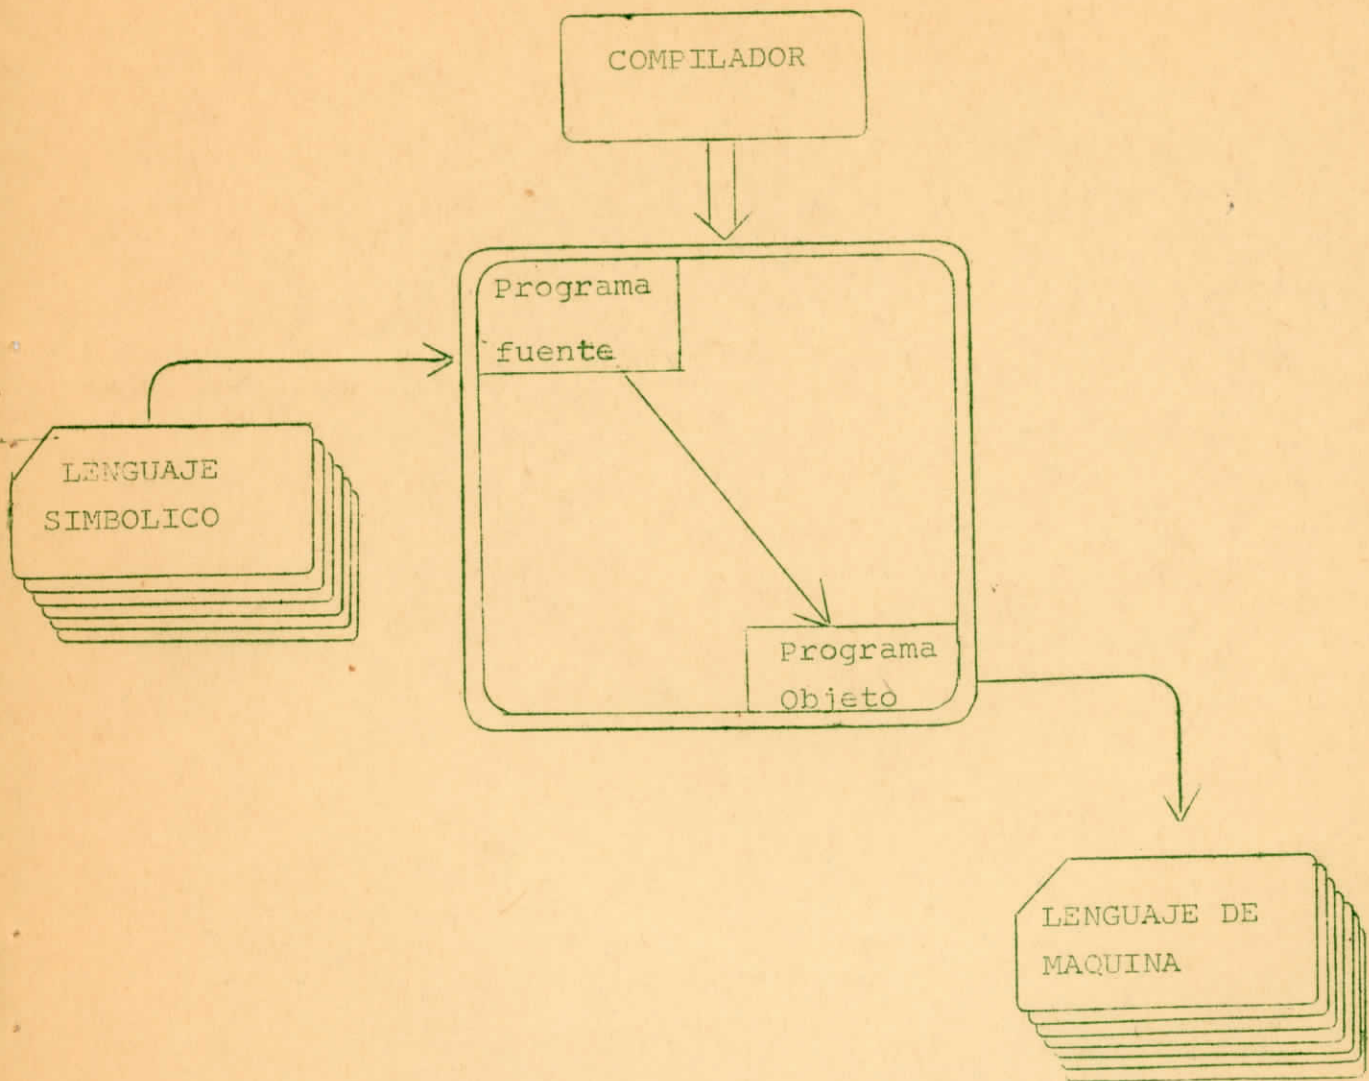 COMPILADOR
Programa
fuente
LENGUAJE
SIMBOLICO
Programa
Objeto
LENGUAJE DE
MAQUINA